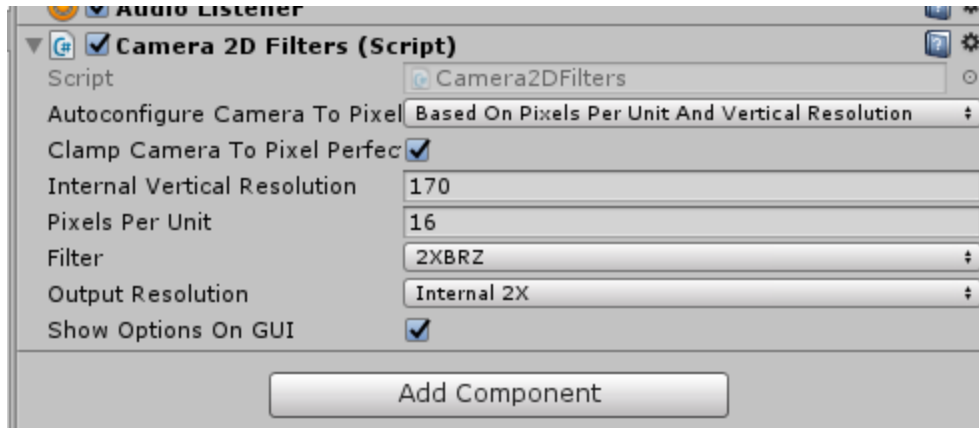 Audio Listener
Camera 2D Filters (Script)
Script Camera2DFilters
Autoconfigure Camera To Pixel Based On Pixels Per Unit And Vertical Resolution
Clamp Camera To Pixel Perfec
Internal Vertical Resolution 170
Pixels Per Unit 16
Filter 2XBRZ
Output Resolution Internal 2X
Show Options On GUI
Add Component